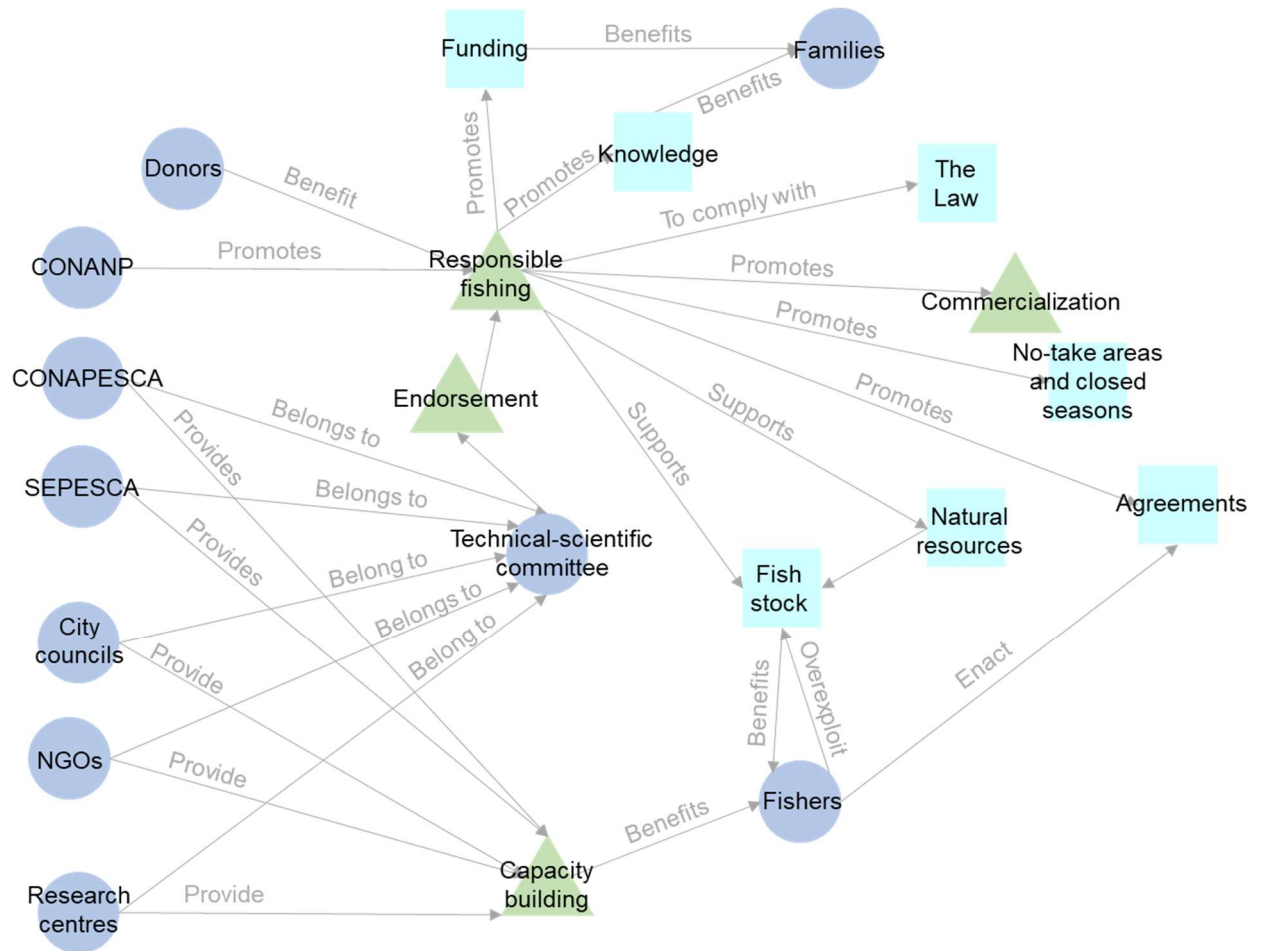 Funding
Benefits
Families
Benefits
Promotes
Promotes
Knowledge
Donors
Benefit
The
Law
To comply with
CONANP
Promotes
Responsible
fishing
Promotes
Commercialization
Promotes
No-take areas
and closed
seasons
CONAPESCA
Endorsement
Belongs to
Provides
Supports
Supports
Promotes
SEPESCA
Belongs to
Provides
Technical-scientific
committee
Agreements
Natural
resources
Belong to
Belongs to
Belong to
Fish
stock
City
councils
Provide
Benefits
Overexploit
Enact
NGOs
Provide
Fishers
Benefits
Capacity
building
Research
centres
Provide